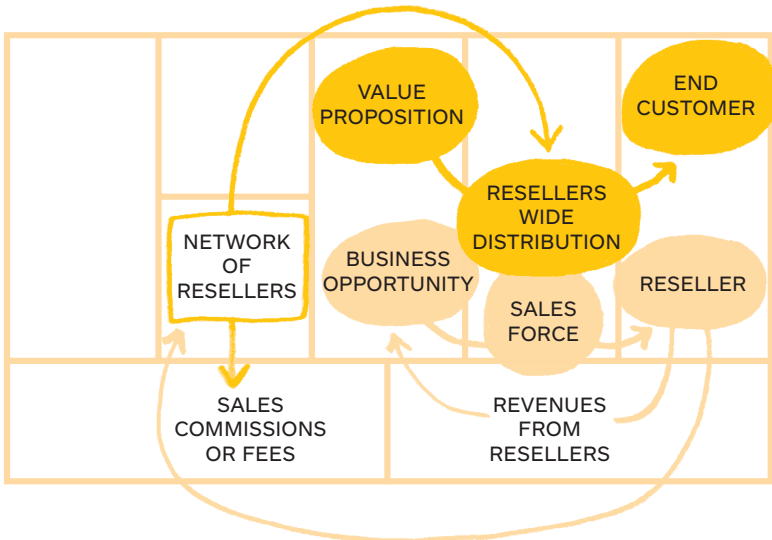 VALUE
PROPOSITION
END
CUSTOMER
RESELLERS
WIDE
DISTRIBUTION
NETWORK
OF
RESELLERS
BUSINESS
OPPORTUNITY
RESELLER
SALES
FORCE
SALES
COMMISSIONS
OR FEES
REVENUES
FROM
RESELLERS